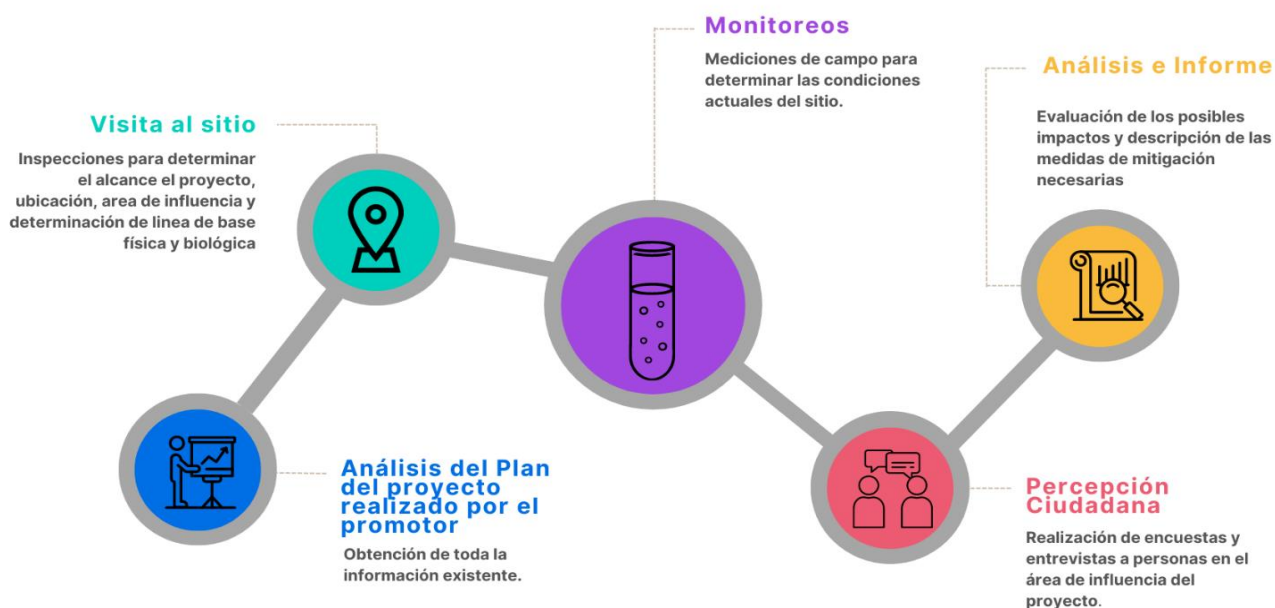 Monitoreos
Mediciones de campo para
determinar las condiciones
actuales del sitio.
Análisis e Informe
Evaluación de los posibles
impactos y descripción de las
medidas de mitigación
necesarias
Visita al sitio
Inspecciones para determinar
el alcance el proyecto,
ubicación, area de influencia y
determinación de linea de base
física y biológica
Análisis del Plan
del proyecto
realizado por el
promotor
Obtención de toda la
información existente.
Percepción
Ciudadana
Realización de encuestas y
entrevistas a personas en el
área de influencia del
proyecto.